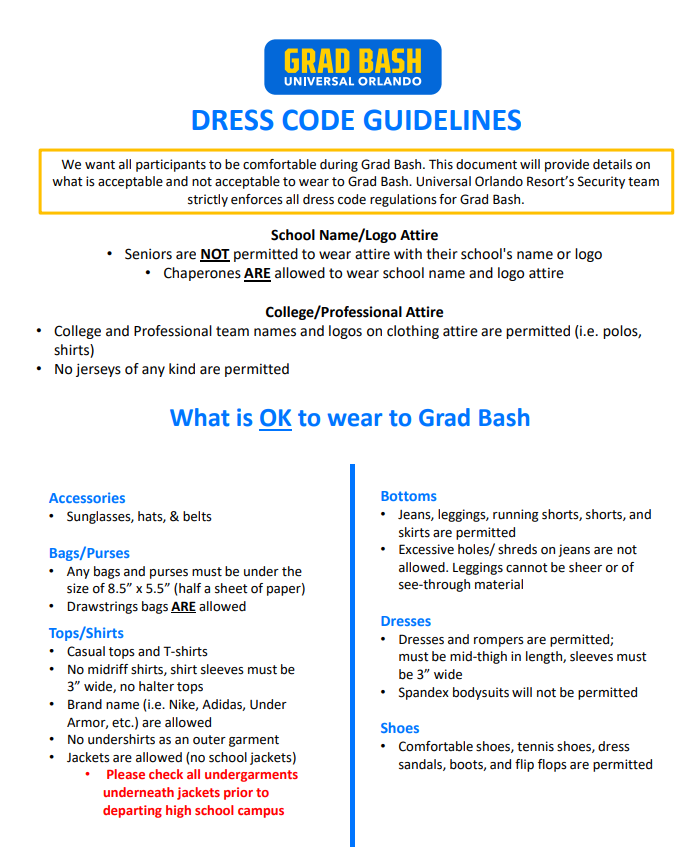 GRAD BASH
UNIVERSAL ORLANDO
DRESS CODE GUIDELINES
We want all participants to be comfortable during Grad Bash. This document will provide details on
what is acceptable and not acceptable to wear to Grad Bash. Universal Orlando Resort's Security team
strictly enforces all dress code regulations for Grad Bash.
School Name/Logo Attire
• Seniors are NOT permitted to wear attire with their school's name or logo
• Chaperones ARE allowed to wear school name and logo attire
College/Professional Attire
• College and Professional team names and logos on clothing attire are permitted (i.e. polos,
shirts)
• No jerseys of any kind are permitted
What is OK to wear to Grad Bash
Accessories
• Sunglasses, hats, & belts
Bags/Purses
• Any bags and purses must be under the
size of 8.5” x 5.5” (half a sheet of paper)
• Drawstrings bags ARE allowed
Tops/Shirts
• Casual tops and T-shirts
• No midriff shirts, shirt sleeves must be
3” wide, no halter tops
• Brand name (i.e. Nike, Adidas, Under
Armor, etc.) are allowed
• No undershirts as an outer garment
• Jackets are allowed (no school jackets)
• Please check all undergarments
underneath jackets prior to
departing high school campus
Bottoms
• Jeans, leggings, running shorts, shorts, and
skirts are permitted
• Excessive holes/ shreds on jeans are not
allowed. Leggings cannot be sheer or of
see-through material
Dresses
• Dresses and rompers are permitted;
must be mid-thigh in length, sleeves must
be 3” wide
• Spandex bodysuits will not be permitted
Shoes
• Comfortable shoes, tennis shoes, dress
sandals, boots, and flip flops are permitted